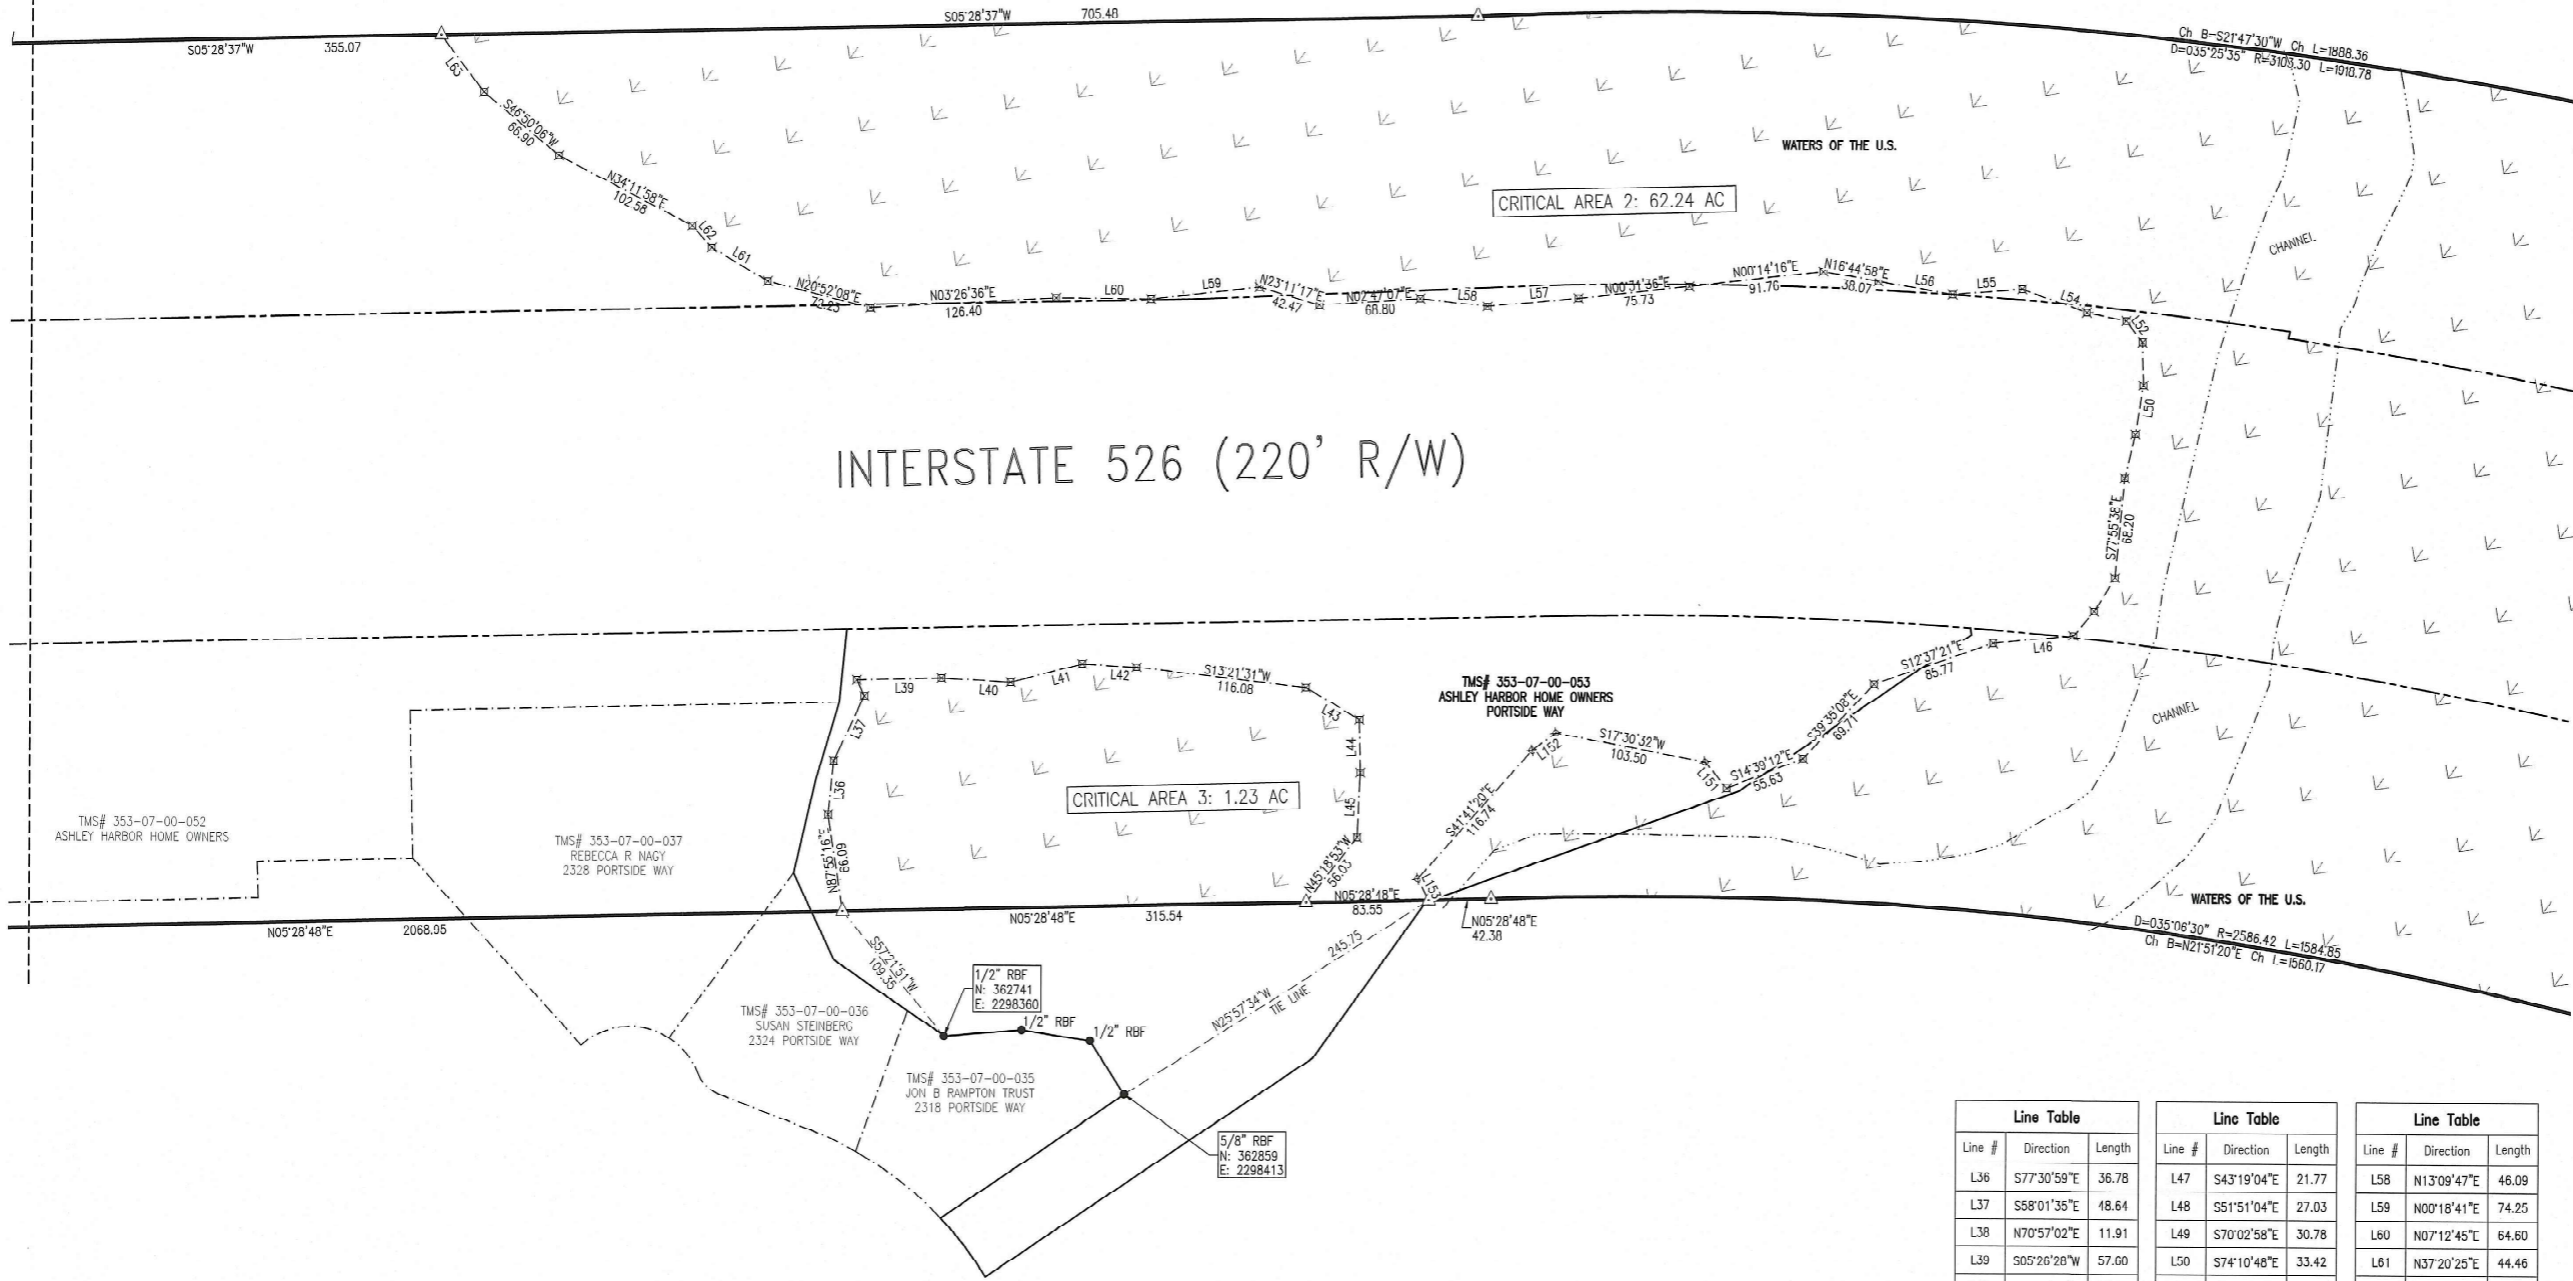 S05°28'37"W 705.48
S05°28'37"W 355.07
Ch B=S21°47'30"W Ch L=1888.36
D=035°25'35" R=3103.30 L=1918.78
L63
S46°50'06"W
66.90
N34°11'58"E
102.58
L62
L61
N20°52'08"E
72.25
N03°26'36"E
126.40
L60
L59
N23°11'17"E
42.47
N07°47'07"E
68.80
L58
L57
N00°31'36"E
75.73
N00°14'16"E
91.76
N16°44'58"E
38.07
L56
L55
L54
L52
L50
S77°55'38"E
68.20
WATERS OF THE U.S.
CRITICAL AREA 2: 62.24 AC
CHANNEL
INTERSTATE 526 (220' R/W)
L46
S12°37'21"E
85.77
S39°35'08"E
69.71
S14°39'12"E
55.63
L151
S17°30'32"W
103.50
L152
S41°41'20"E
116.74
L153
TMS# 353-07-00-053
ASHLEY HARBOR HOME OWNERS
PORTSIDE WAY
CHANNEL
L39
L40
L41
L42
S13°21'31"W
116.08
L43
L44
L45
N45°18'53"W
56.03
L37
L36
N87°55'16"E
66.09
CRITICAL AREA 3: 1.23 AC
TMS# 353-07-00-052
ASHLEY HARBOR HOME OWNERS
TMS# 353-07-00-037
REBECCA R NAGY
2328 PORTSIDE WAY
N05°28'48"E 2068.95
N05°28'48"E 315.54
N05°28'48"E
83.55
N05°28'48"E
42.38
WATERS OF THE U.S.
D=035°06'30" R=2586.42 L=1584.85
Ch B=N21°51'20"E Ch L=1560.17
S57°21'51"W
109.35
1/2" RBF
N: 362741
E: 2298360
1/2" RBF
1/2" RBF
N25°57'34"W 245.75
TIE LINE
TMS# 353-07-00-036
SUSAN STEINBERG
2324 PORTSIDE WAY
TMS# 353-07-00-035
JON B RAMPTON TRUST
2318 PORTSIDE WAY
5/8" RBF
N: 362859
E: 2298413
Line Table
Line # Direction Length
L36 S77°30'59"E 36.78
L37 S58°01'35"E 48.64
L38 N70°57'02"E 11.91
L39 S05°26'28"W 57.60
Line Table
Line # Direction Length
L47 S43°19'04"E 21.77
L48 S51°51'04"E 27.03
L49 S70°02'58"E 30.78
L50 S74°10'48"E 33.42
Line Table
Line # Direction Length
L58 N13°09'47"E 46.09
L59 N00°18'41"E 74.25
L60 N07°12'45"E 64.60
L61 N37°20'25"E 44.46